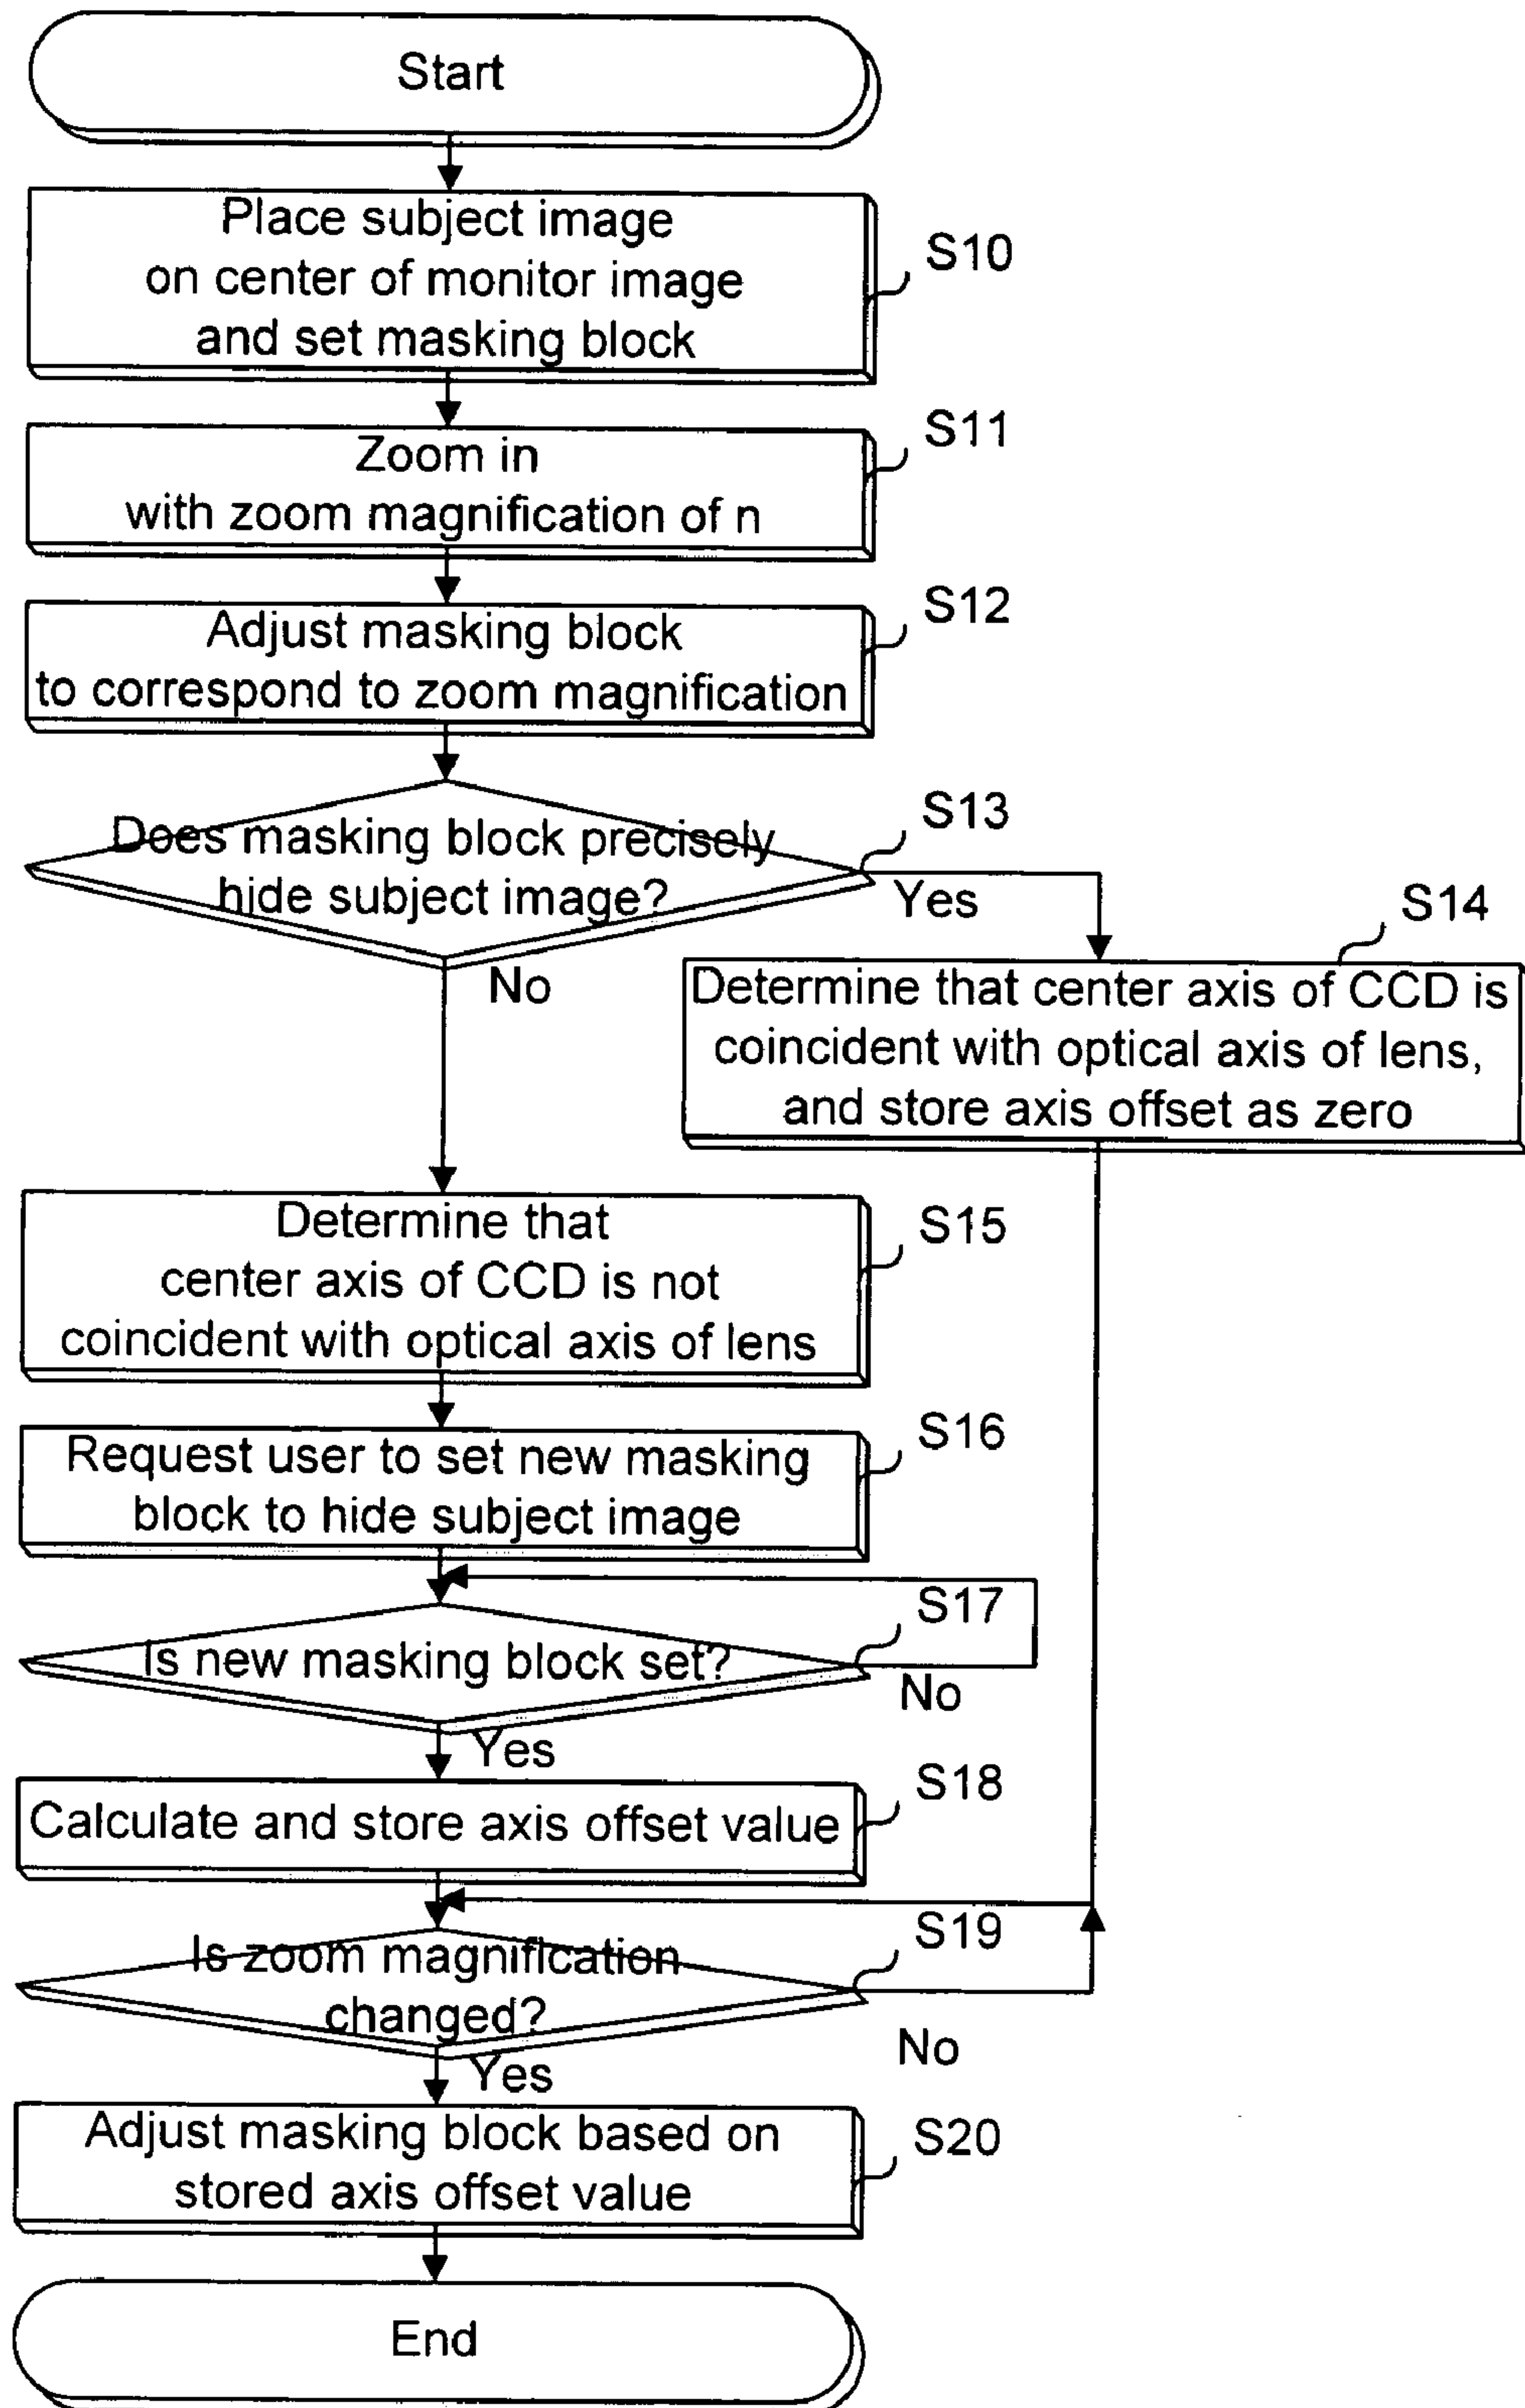 Start
Place subject image
on center of monitor image
and set masking block
S10
Zoom in
with zoom magnification of n
S11
Adjust masking block
to correspond to zoom magnification
S12
Does masking block precisely
hide subject image?
S13
Yes
No
S14
Determine that center axis of CCD is
coincident with optical axis of lens,
and store axis offset as zero
Determine that
center axis of CCD is not
coincident with optical axis of lens
S15
Request user to set new masking
block to hide subject image
S16
Is new masking block set?
S17
No
Yes
Calculate and store axis offset value
S18
Is zoom magnification
changed?
S19
No
Yes
Adjust masking block based on
stored axis offset value
S20
End